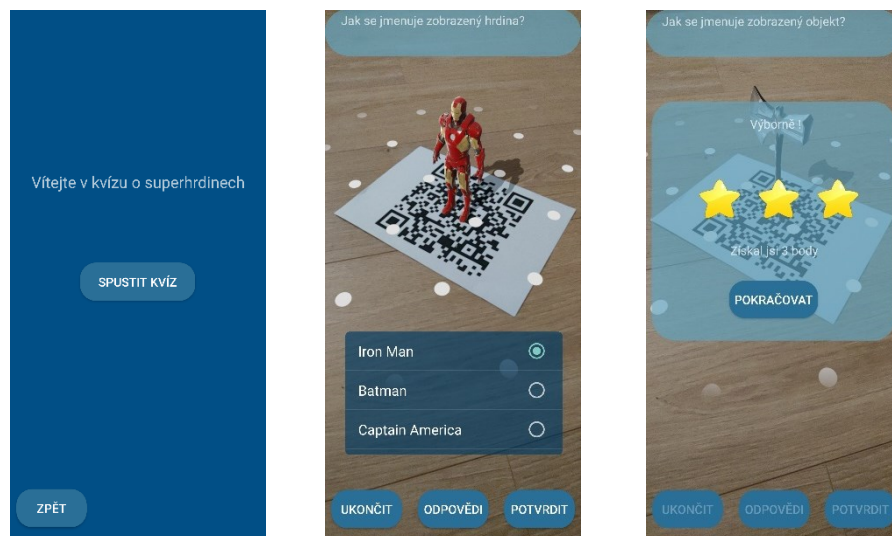 Vítejte v kvízu o superhrdinech
SPUSTIT KVÍZ
ZPĚT
Jak se jmenuje zobrazený hrdina?
Iron Man
Batman
Captain America
UKONČIT
ODPOVĚDI
POTVRDIT
Jak se jmenuje zobrazený objekt?
Výborně !
Získal jsi 3 body
POKRAČOVAT
UKONČIT
ODPOVĚDI
POTVRDIT